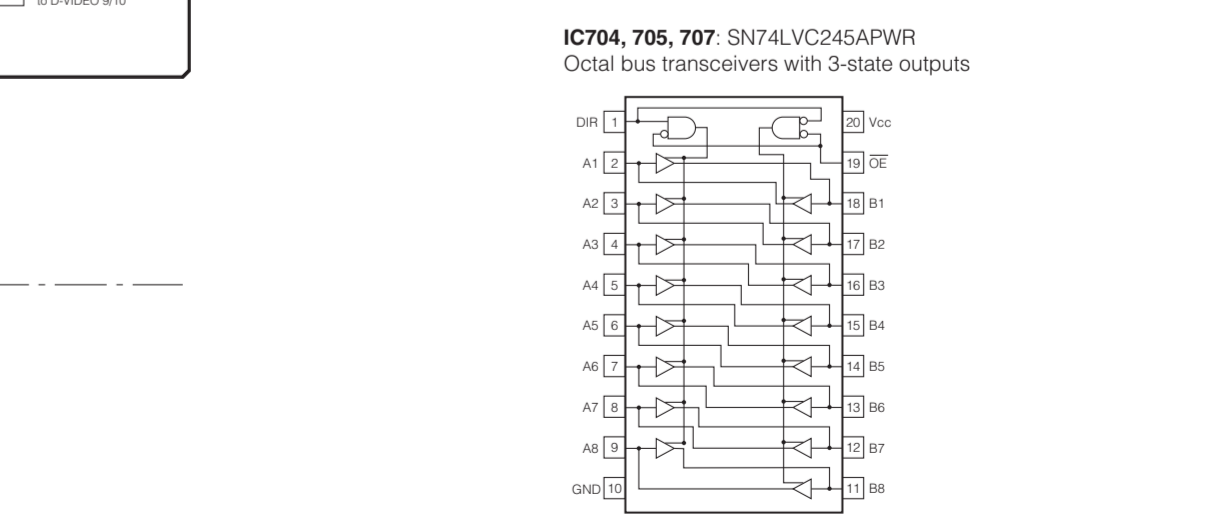 to D-VIDEO 9/10
IC704, 705, 707: SN74LVC245APWR
Octal bus transceivers with 3-state outputs
DIR 1 20 Vcc
A1 2 19 OE
A2 3 18 B1
A3 4 17 B2
A4 5 16 B3
A5 6 15 B4
A6 7 14 B5
A7 8 13 B6
A8 9 12 B7
GND 10 11 B8